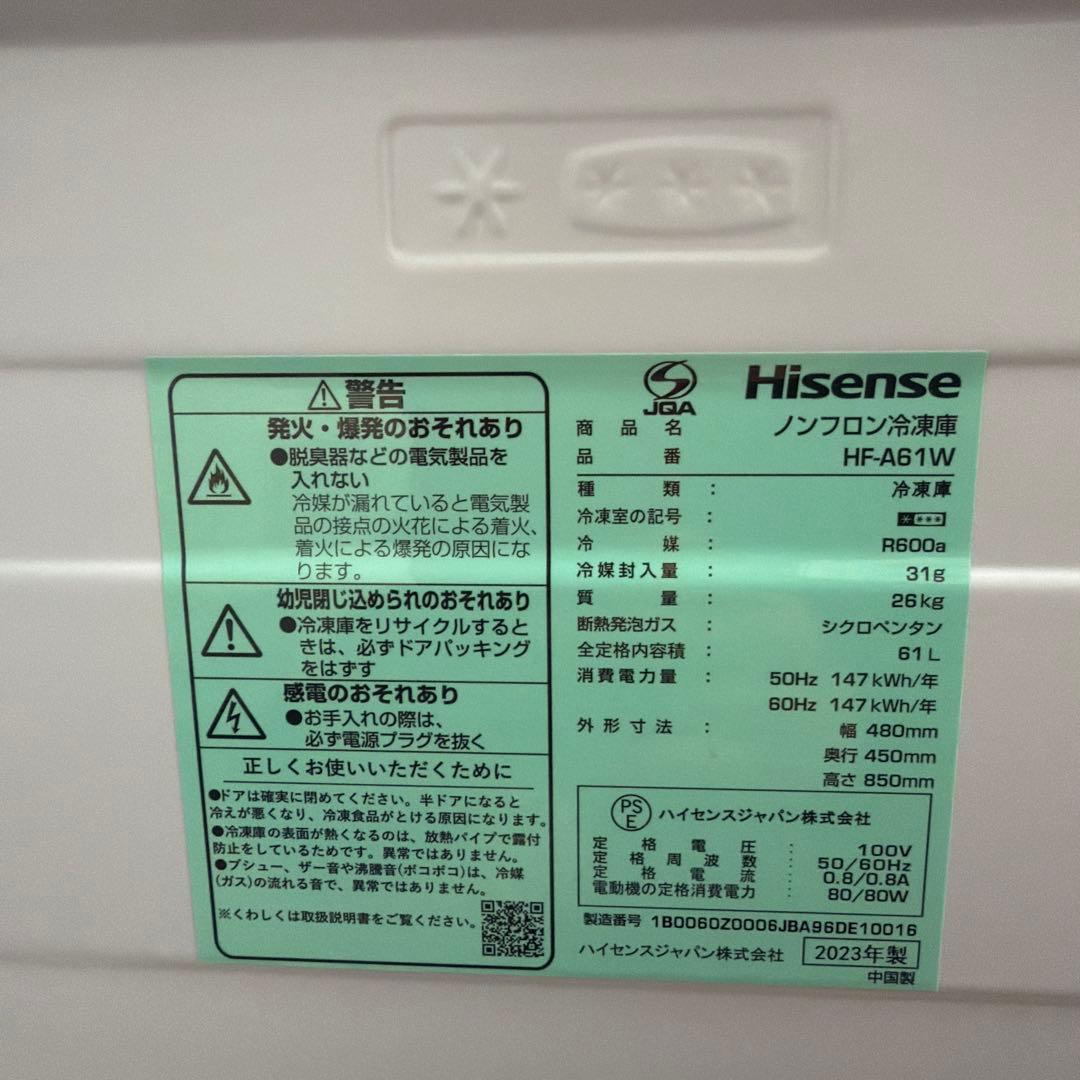 警告
発火・爆発のおそれあり
●脱臭器などの電気製品を
入れない
冷媒が漏れていると電気製
品の接点の火花による着火、
着火による爆発の原因にな
ります。
幼児閉じ込められのおそれあり
●冷凍庫をリサイクルすると
きは、必ずドアパッキング
をはずす
感電のおそれあり
●お手入れの際は、
必ず電源プラグを抜く
正しくお使いいただくために
●ドアは確実に閉めてください。半ドアになると
冷えが悪くなり、冷凍食品がとける原因になります。
●冷凍庫の表面が熱くなるのは、放熱パイプで露付
防止をしているためです。異常ではありません。
●プシュー、ザー音や沸騰音(ボコボコ)は、冷媒
(ガス)の流れる音で、異常ではありません。
※くわしくは取扱説明書をご覧ください。
JQA
Hisense
商品名 ノンフロン冷凍庫
品番 HF-A61W
種類 : 冷凍庫
冷凍室の記号 : ****
冷媒 : R600a
冷媒封入量 : 31g
質量 : 26kg
断熱発泡ガス : シクロペンタン
全定格内容積 : 61L
消費電力量 : 50Hz 147kWh/年
60Hz 147kWh/年
外形寸法 : 幅 480mm
奥行 450mm
高さ 850mm
PSE ハイセンスジャパン株式会社
定格電圧 : 100V
定格周波数 : 50/60Hz
定格電流 : 0.8/0.8A
電動機の定格消費電力 : 80/80W
製造番号 1B0060Z0006JBA96DE10016
ハイセンスジャパン株式会社 2023年製
中国製